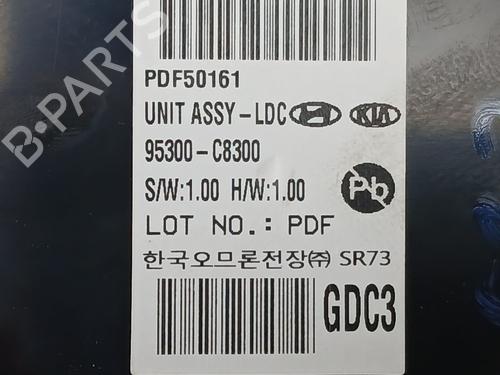 B-PARTS
PDF50161
UNIT ASSY-LDC KIA
95300-C8300
S/W:1.00 H/W:1.00 Pb
LOT NO.: PDF
한국오므론전장㈜ SR73
GDC3